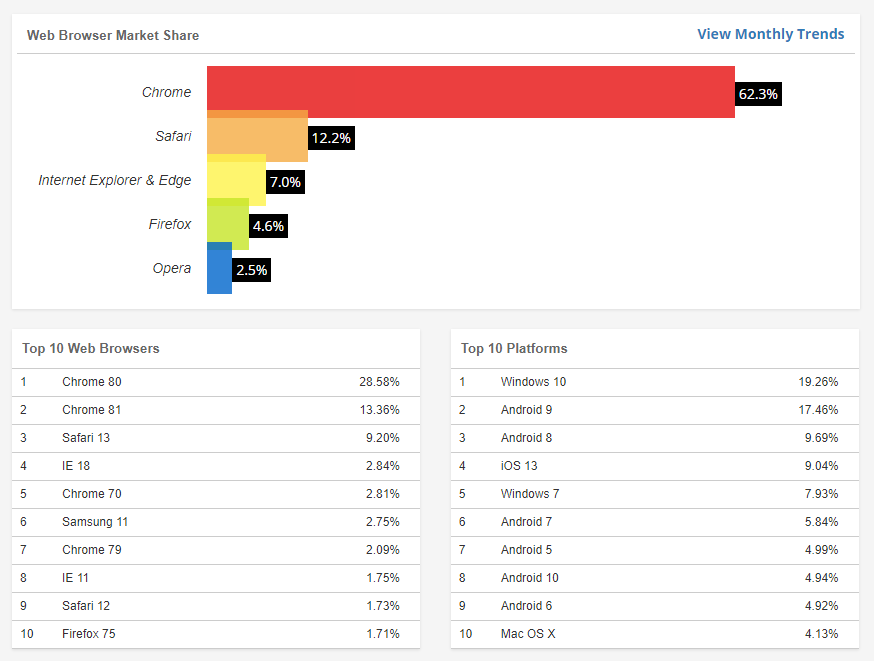 Web Browser Market Share View Monthly Trends
Chrome 62.3%
Safari 12.2%
Internet Explorer & Edge 7.0%
Firefox 4.6%
Opera 2.5%
Top 10 Web Browsers
1 Chrome 80 28.58%
2 Chrome 81 13.36%
3 Safari 13 9.20%
4 IE 18 2.84%
5 Chrome 70 2.81%
6 Samsung 11 2.75%
7 Chrome 79 2.09%
8 IE 11 1.75%
9 Safari 12 1.73%
10 Firefox 75 1.71%
Top 10 Platforms
1 Windows 10 19.26%
2 Android 9 17.46%
3 Android 8 9.69%
4 iOS 13 9.04%
5 Windows 7 7.93%
6 Android 7 5.84%
7 Android 5 4.99%
8 Android 10 4.94%
9 Android 6 4.92%
10 Mac OS X 4.13%